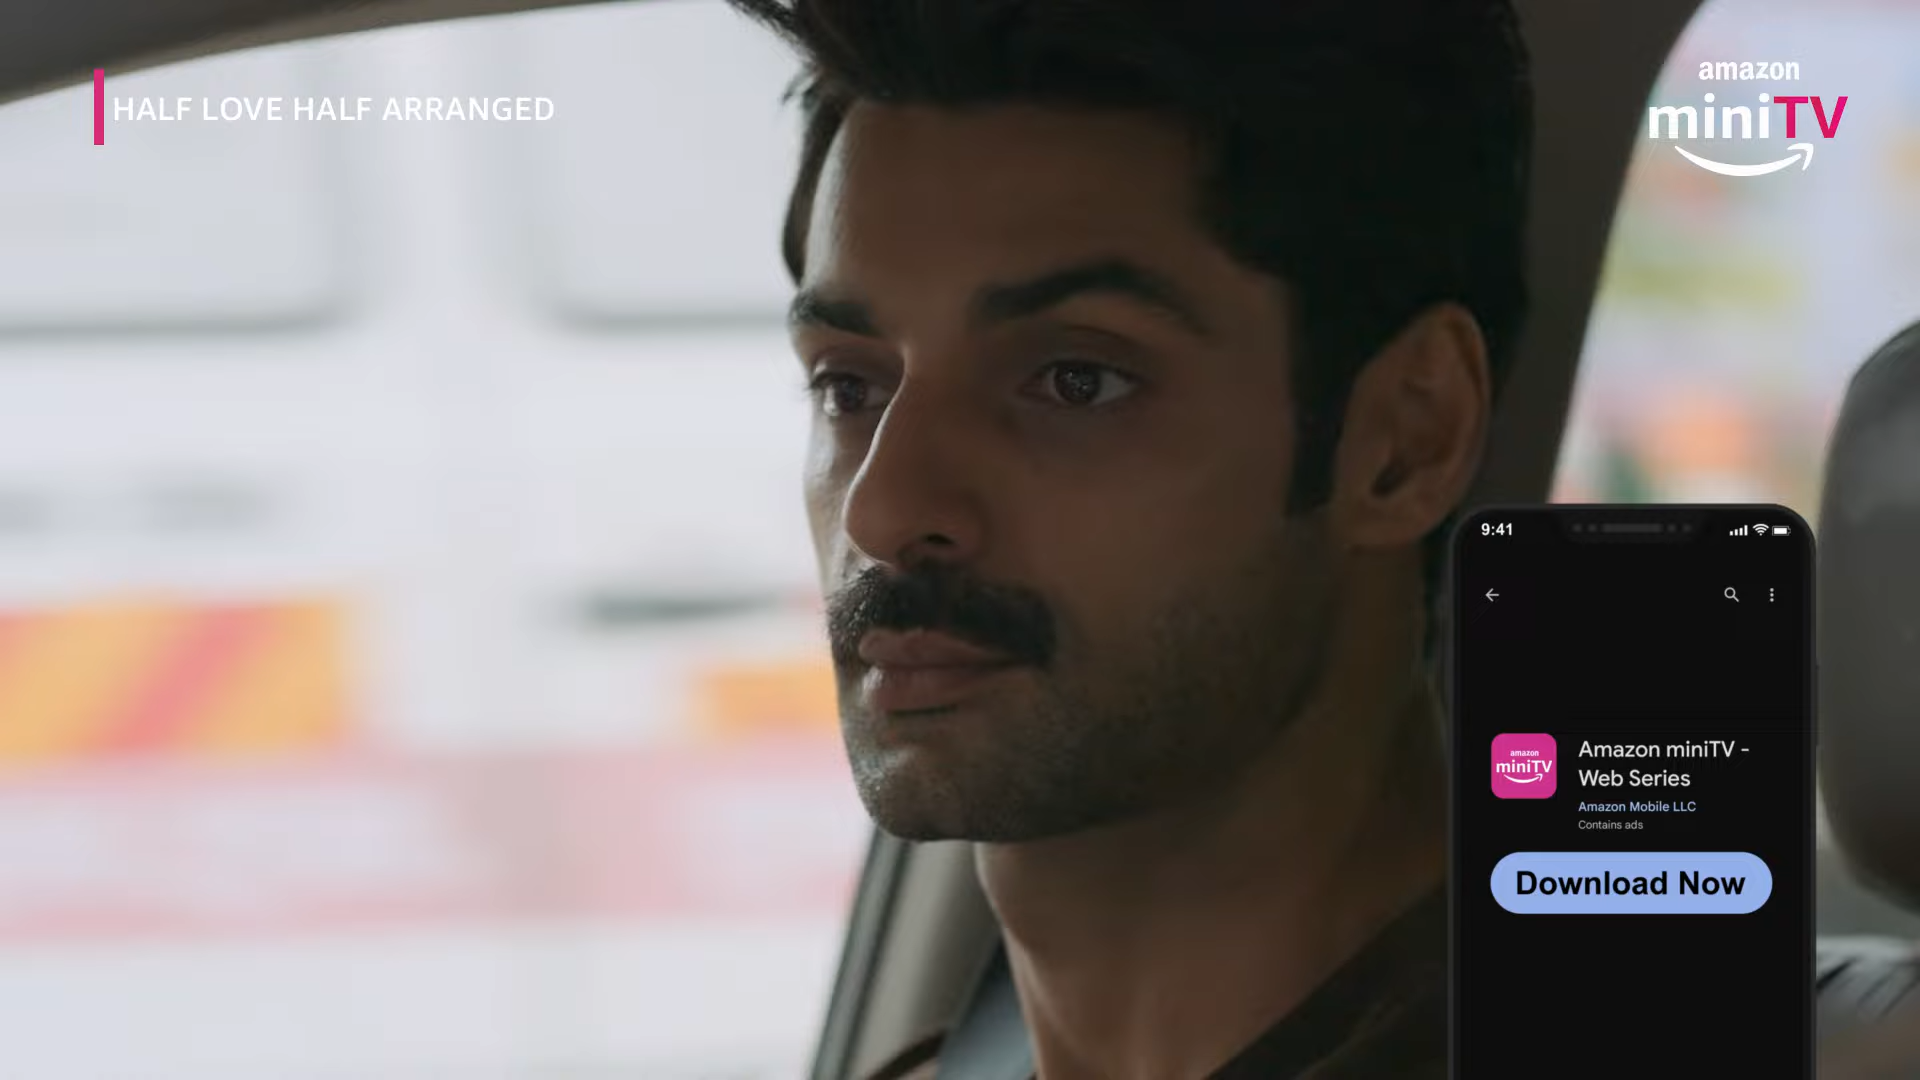 HALF LOVE HALF ARRANGED
amazon
miniTV
9:41
amazon
miniTV
Amazon miniTV -
Web Series
Amazon Mobile LLC
Contains ads
Download Now